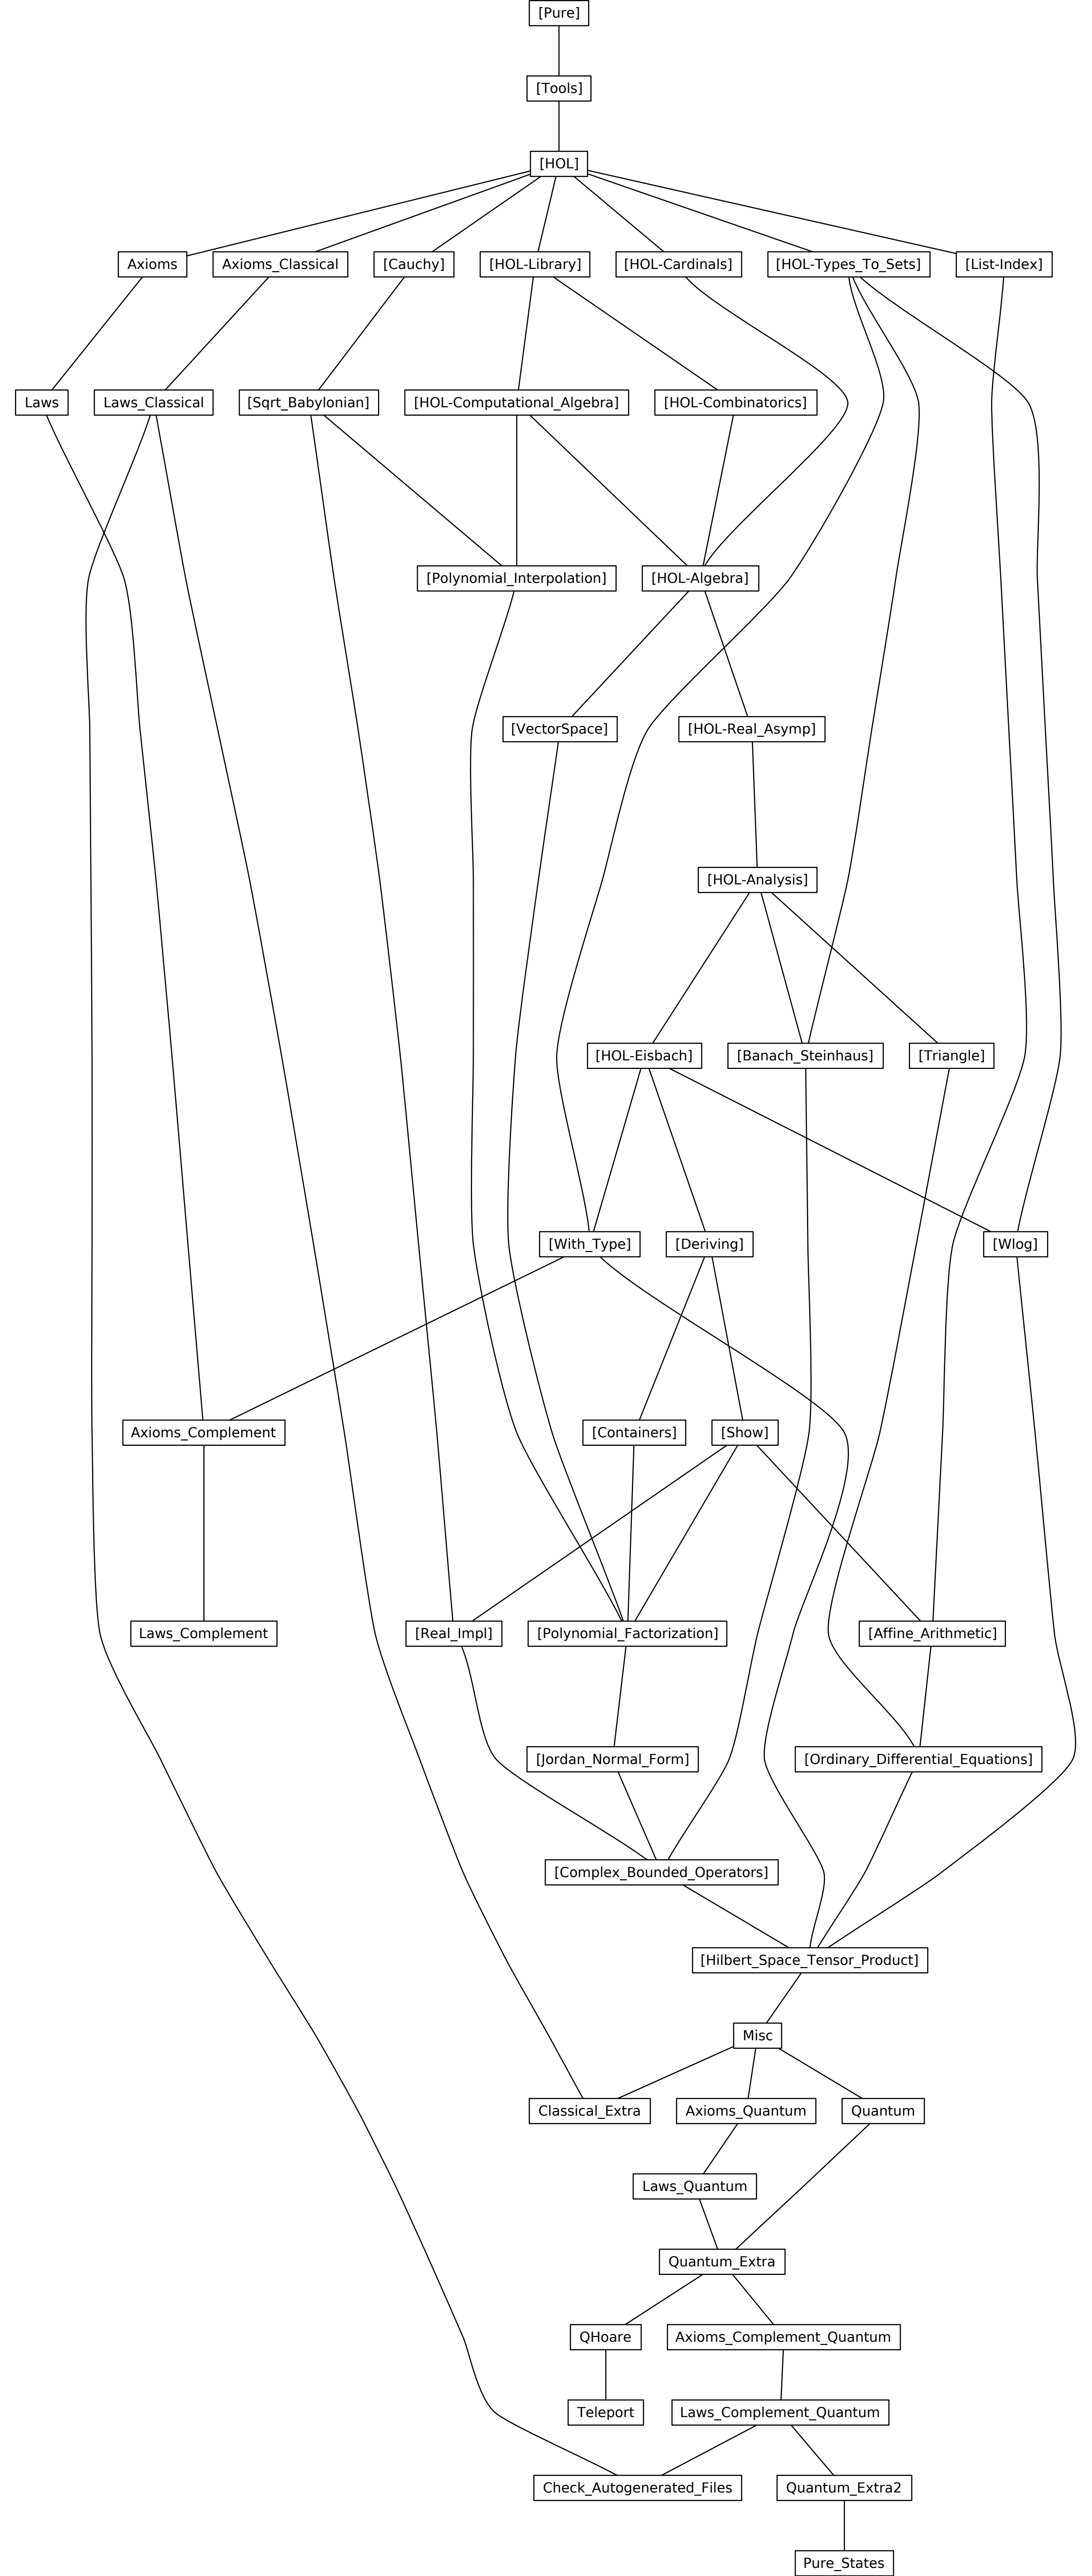 [Pure]
[Tools]
[HOL]
Axioms
Axioms_Classical
[Cauchy]
[HOL-Library]
[HOL-Cardinals]
[HOL-Types_To_Sets]
[List-Index]
Laws
Laws_Classical
[Sqrt_Babylonian]
[HOL-Computational_Algebra]
[HOL-Combinatorics]
[Polynomial_Interpolation]
[HOL-Algebra]
[VectorSpace]
[HOL-Real_Asymp]
[HOL-Analysis]
[HOL-Eisbach]
[Banach_Steinhaus]
[Triangle]
[With_Type]
[Deriving]
[Wlog]
Axioms_Complement
[Containers]
[Show]
Laws_Complement
[Real_Impl]
[Polynomial_Factorization]
[Affine_Arithmetic]
[Jordan_Normal_Form]
[Ordinary_Differential_Equations]
[Complex_Bounded_Operators]
[Hilbert_Space_Tensor_Product]
Misc
Classical_Extra
Axioms_Quantum
Quantum
Laws_Quantum
Quantum_Extra
QHoare
Axioms_Complement_Quantum
Teleport
Laws_Complement_Quantum
Check_Autogenerated_Files
Quantum_Extra2
Pure_States